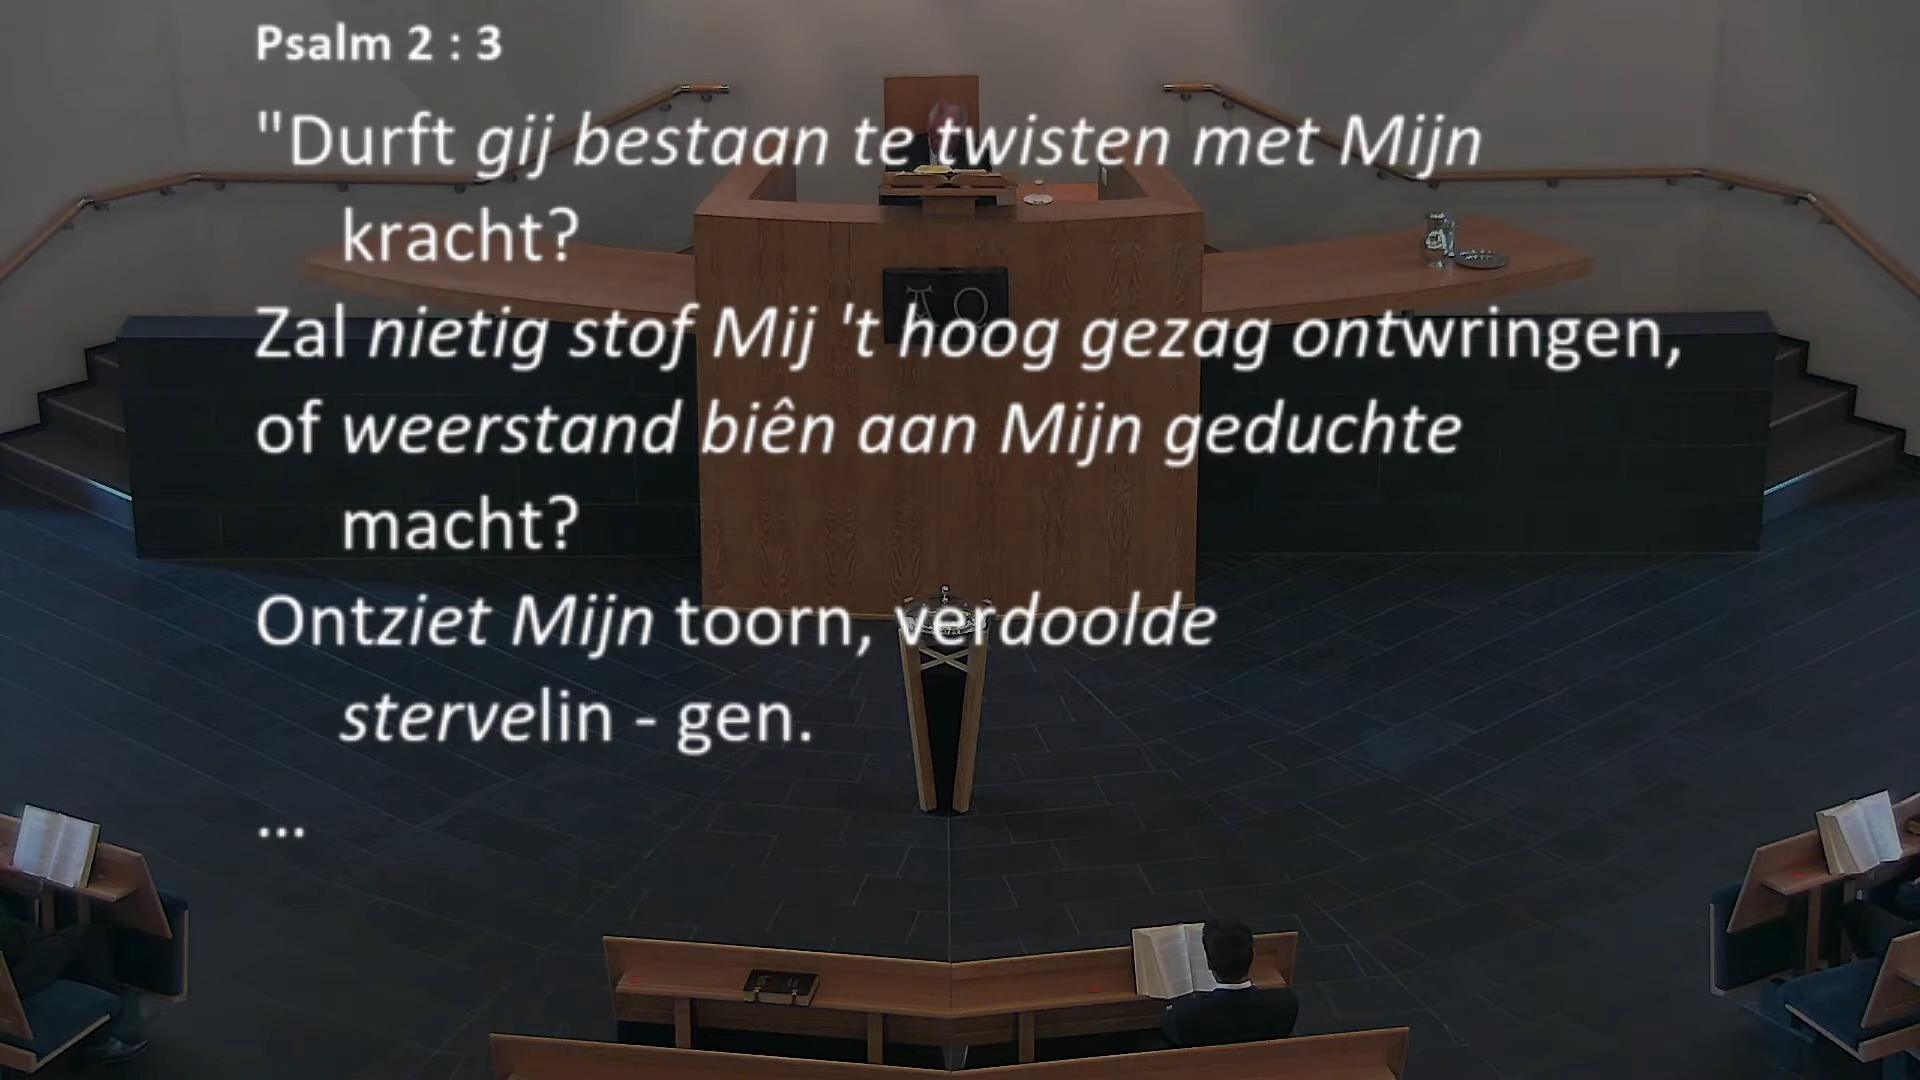 Psalm 2 : 3
"Durft gij bestaan te twisten met Mijn
kracht?
Zal nietig stof Mij 't hoog gezag ontwringen,
of weerstand biên aan Mijn geduchte
macht?
Ontziet Mijn toorn, verdoolde
stervelin - gen.
...
Α Ω